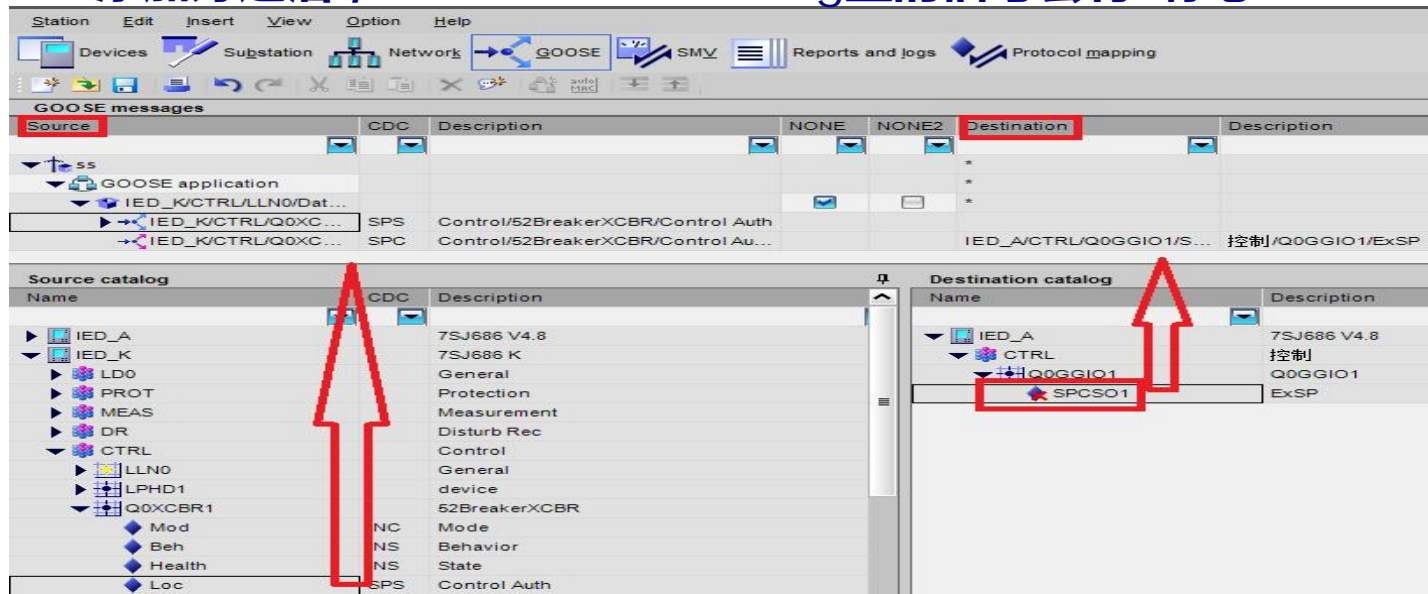 Station Edit Insert View Option Help
Devices Substation Network GOOSE SMV Reports and logs Protocol mapping
GOOSE messages
Source CDC Description NONE NONE2 Destination Description
ss *
GOOSE application *
IED_K/CTRL/LLN0/Dat... *
IED_K/CTRL/Q0XC... SPS Control/52BreakerXCBR/Control Auth
IED_K/CTRL/Q0XC... SPC Control/52BreakerXCBR/Control Au... IED_A/CTRL/Q0GGIO1/S... 控制/Q0GGIO1/ExSP
Source catalog Destination catalog
Name CDC Description Name Description
IED_A 7SJ686 V4.8 IED_A 7SJ686 V4.8
IED_K 7SJ686 K CTRL 控制
LD0 General Q0GGIO1 Q0GGIO1
PROT Protection SPCSO1 ExSP
MEAS Measurement
DR Disturb Rec
CTRL Control
LLN0 General
LPHD1 device
Q0XCBR1 52BreakerXCBR
Mod INC Mode
Beh INS Behavior
Health INS State
Loc SPS Control Auth